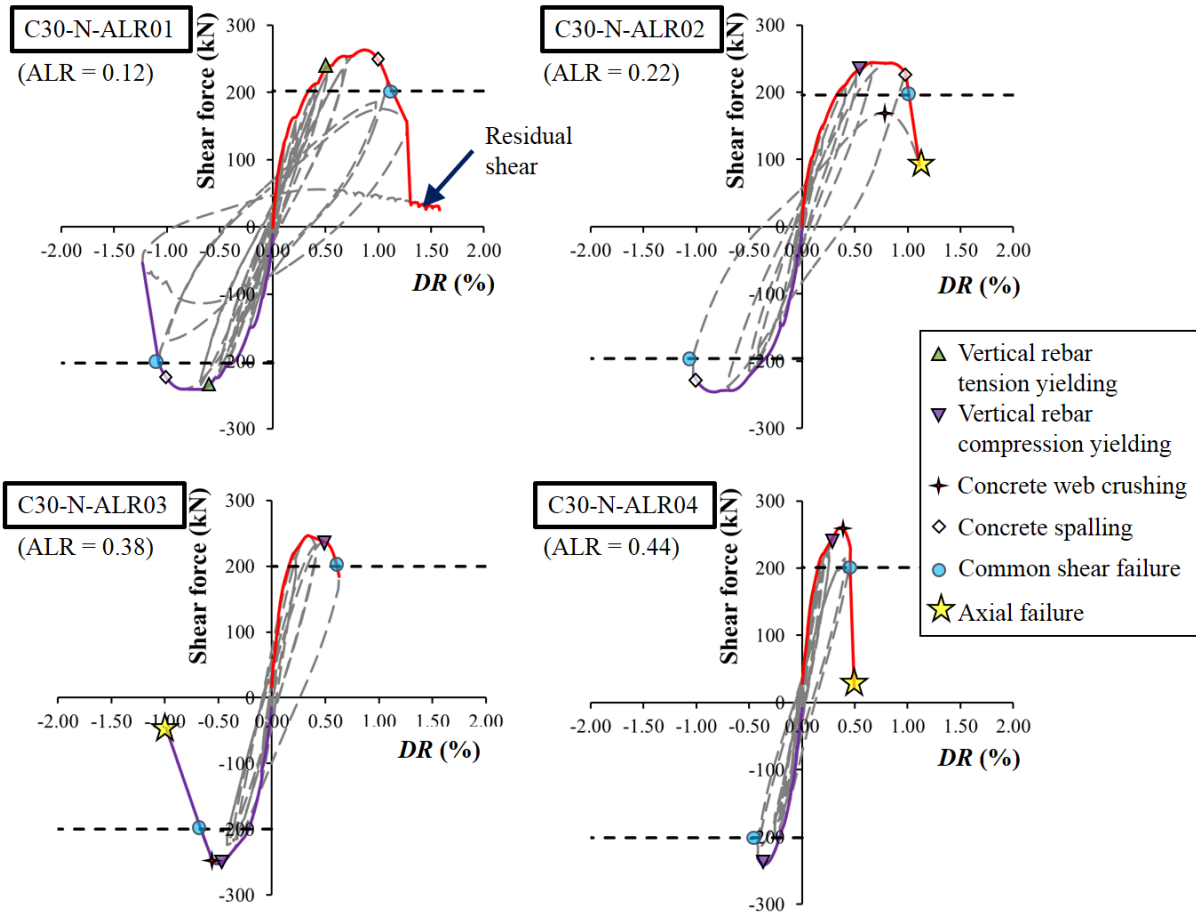 C30-N-ALR01
(ALR = 0.12)
Shear force (kN)
300
200
100
0
-100
-200
-300
-2.00 -1.50 -1.00 -0.50 0.00 0.50 1.00 1.50 2.00
DR (%)
Residual
shear
C30-N-ALR02
(ALR = 0.22)
Shear force (kN)
300
200
100
0
-100
-200
-300
-2.00 -1.50 -1.00 -0.50 0.00 0.50 1.00 1.50 2.00
DR (%)
Vertical rebar
tension yielding
Vertical rebar
compression yielding
Concrete web crushing
Concrete spalling
Common shear failure
Axial failure
C30-N-ALR03
(ALR = 0.38)
Shear force (kN)
300
200
100
0
-100
-200
-300
-2.00 -1.50 -1.00 -0.50 0.00 0.50 1.00 1.50 2.00
DR (%)
C30-N-ALR04
(ALR = 0.44)
Shear force (kN)
300
200
100
0
-100
-200
-300
-2.00 -1.50 -1.00 -0.50 0.00 0.50 1.00 1.50 2.00
DR (%)